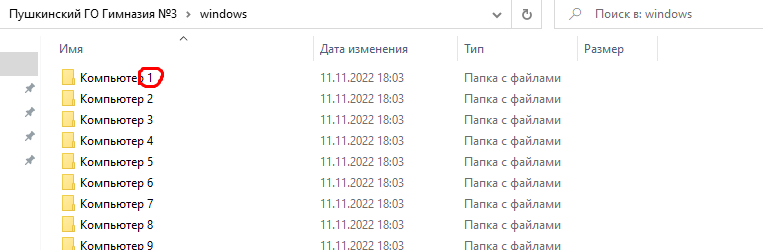 Пушкинский ГО Гимназия №3 > windows
Поиск в: windows
Имя Дата изменения Тип Размер
Компьютер 1 11.11.2022 18:03 Папка с файлами
Компьютер 2 11.11.2022 18:03 Папка с файлами
Компьютер 3 11.11.2022 18:03 Папка с файлами
Компьютер 4 11.11.2022 18:03 Папка с файлами
Компьютер 5 11.11.2022 18:03 Папка с файлами
Компьютер 6 11.11.2022 18:03 Папка с файлами
Компьютер 7 11.11.2022 18:03 Папка с файлами
Компьютер 8 11.11.2022 18:03 Папка с файлами
Компьютер 9 11.11.2022 18:03 Папка с файлами